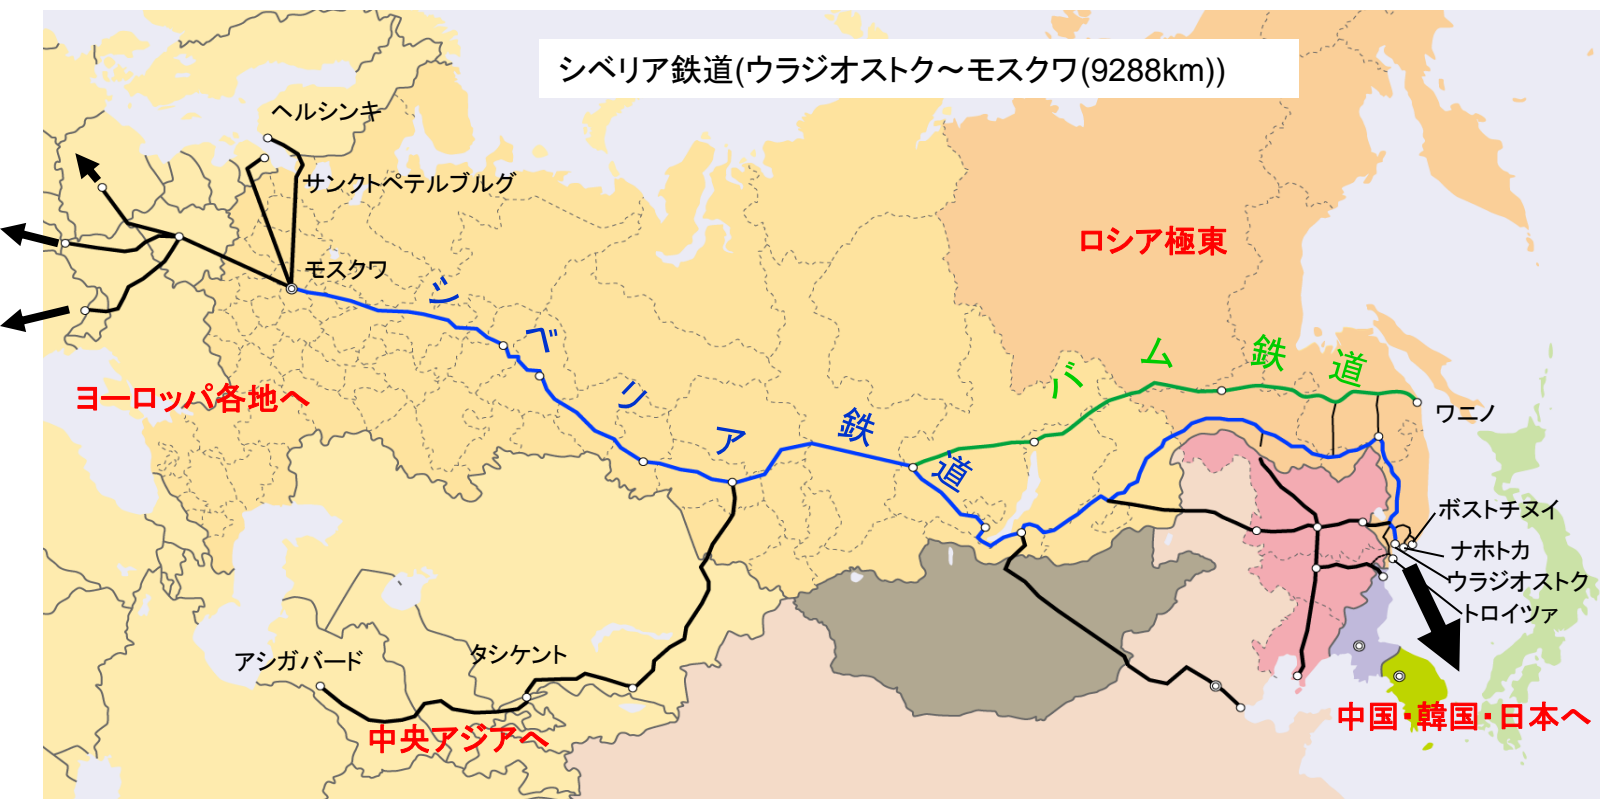 シベリア鉄道(ウラジオストク～モスクワ(9288km))
ヘルシンキ
サンクトペテルブルグ
モスクワ
ロシア極東
シベリア鉄道
バム鉄道
ヨーロッパ各地へ
ワニノ
ボストチヌイ
ナホトカ
ウラジオストク
トロイツァ
アシガバード
タシケント
中央アジアへ
中国・韓国・日本へ